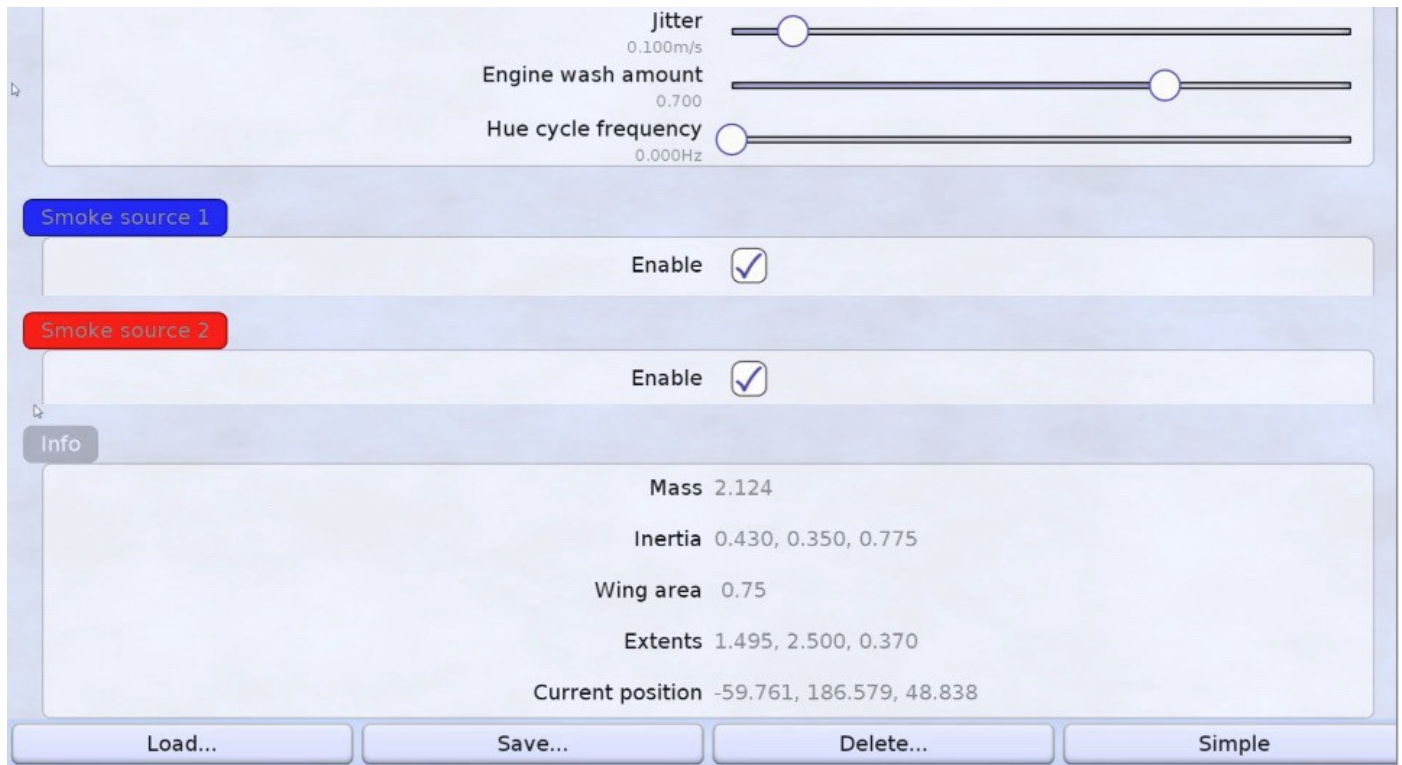 Jitter
0.100m/s
Engine wash amount
0.700
Hue cycle frequency
0.000Hz
Smoke source 1
Enable
Smoke source 2
Enable
Info
Mass 2.124
Inertia 0.430, 0.350, 0.775
Wing area 0.75
Extents 1.495, 2.500, 0.370
Current position -59.761, 186.579, 48.838
Load... Save... Delete... Simple